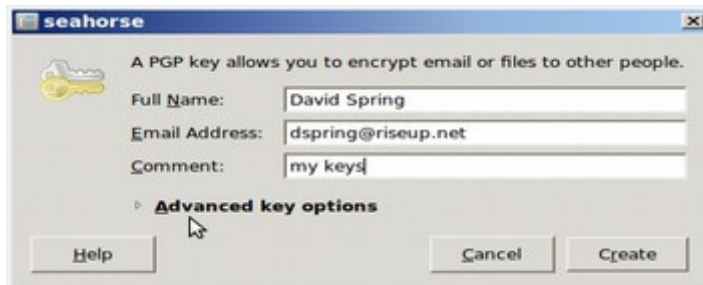 seahorse
A PGP key allows you to encrypt email or files to other people.
Full Name: David Spring
Email Address: dspring@riseup.net
Comment: my keys
Advanced key options
Help Cancel Create